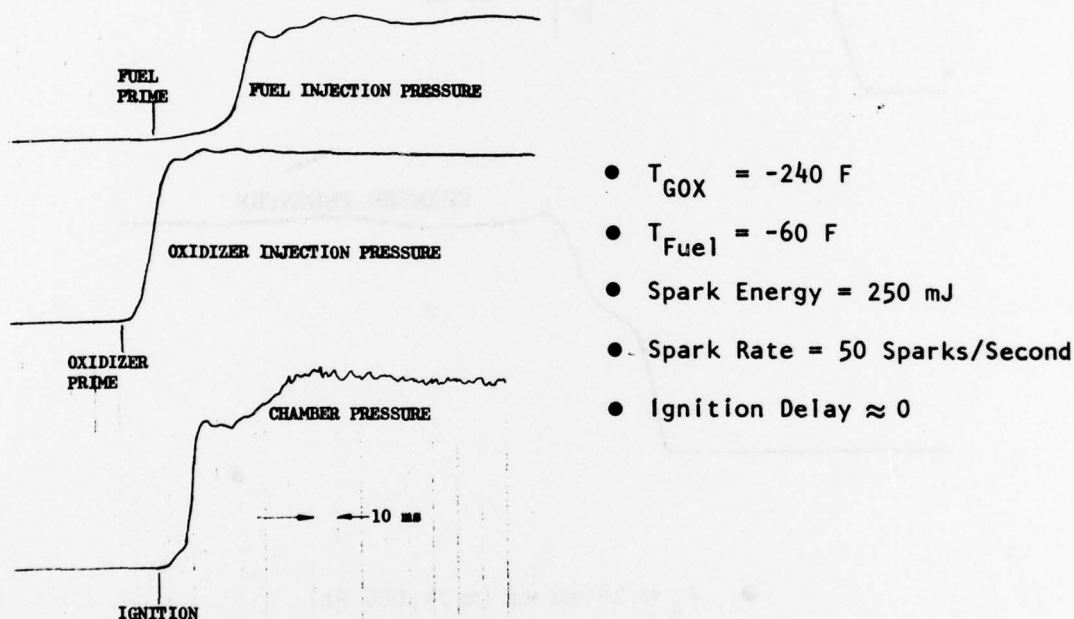 FUEL
PRIME
FUEL INJECTION PRESSURE
OXIDIZER INJECTION PRESSURE
OXIDIZER
PRIME
CHAMBER PRESSURE
10 ms
IGNITION
● T_GOX = -240 F
● T_Fuel = -60 F
● Spark Energy = 250 mJ
● Spark Rate = 50 Sparks/Second
● Ignition Delay ≈ 0